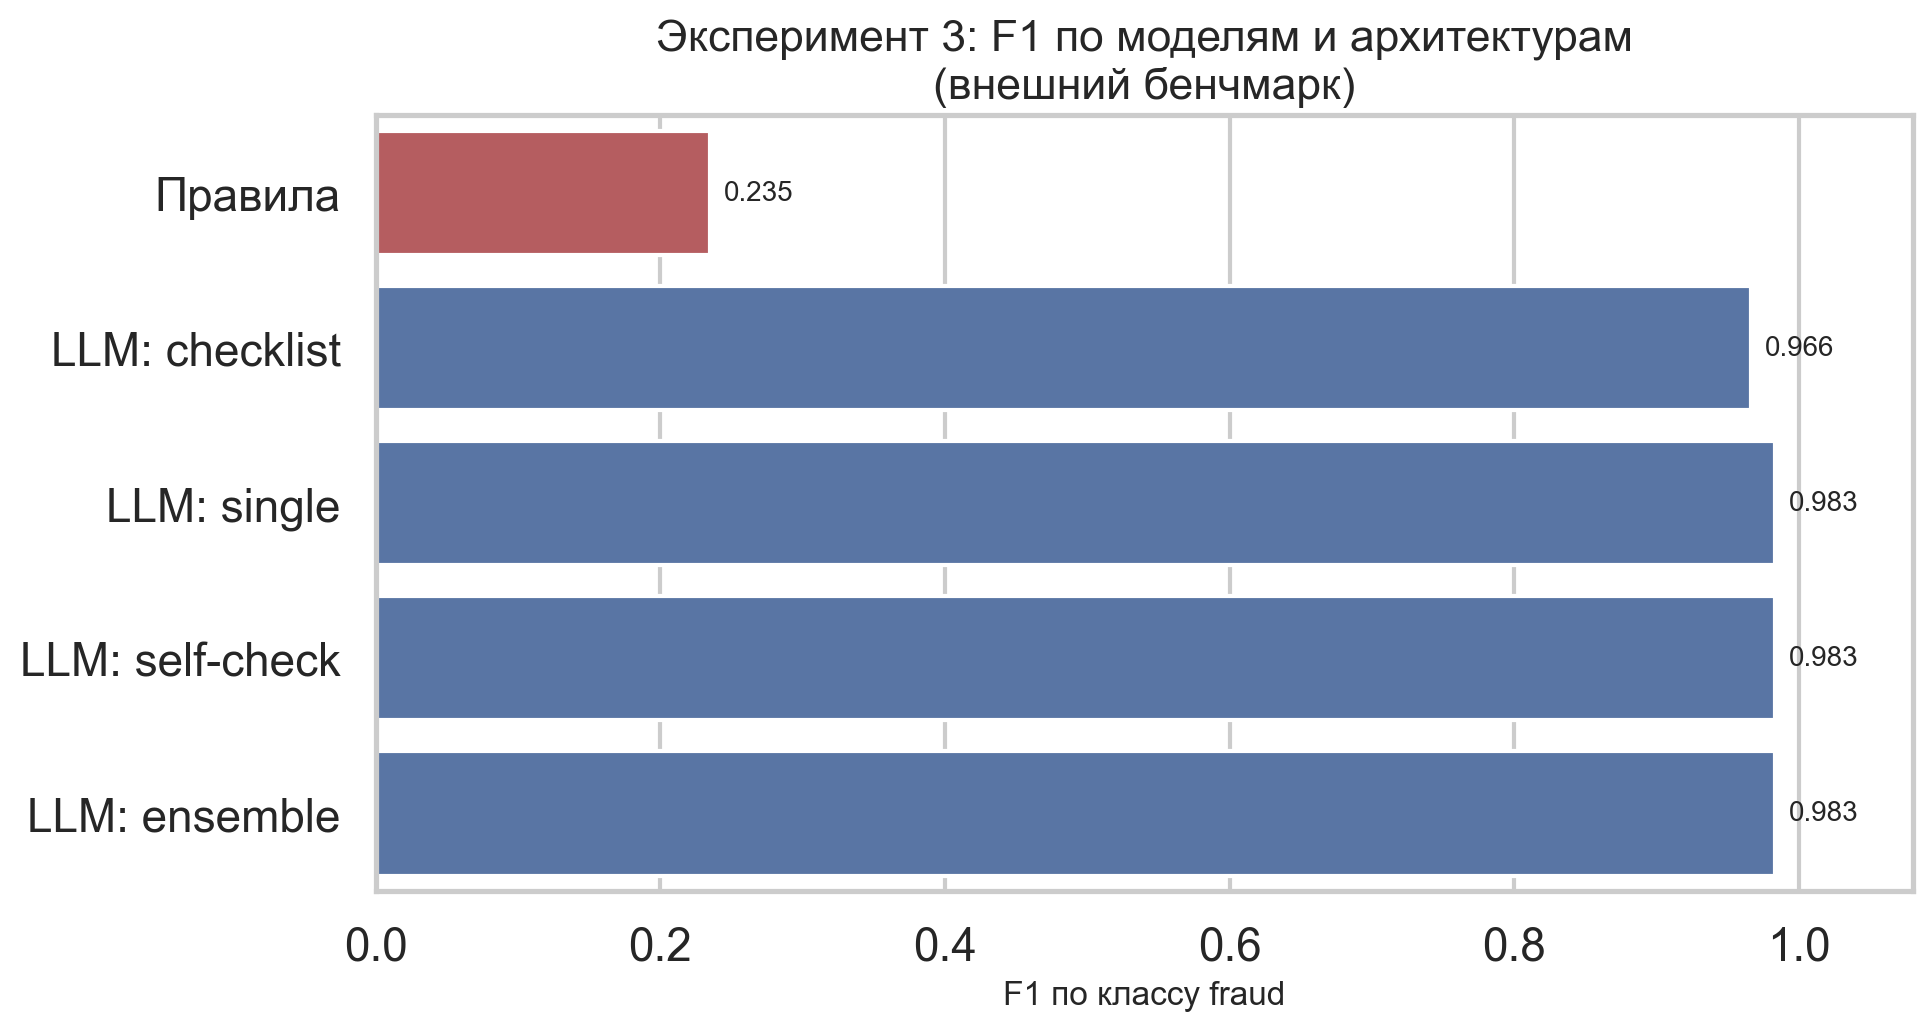 Эксперимент 3: F1 по моделям и архитектурам
(внешний бенчмарк)
Правила
0.235
LLM: checklist
0.966
LLM: single
0.983
LLM: self-check
0.983
LLM: ensemble
0.983
0.0 0.2 0.4 0.6 0.8 1.0
F1 по классу fraud